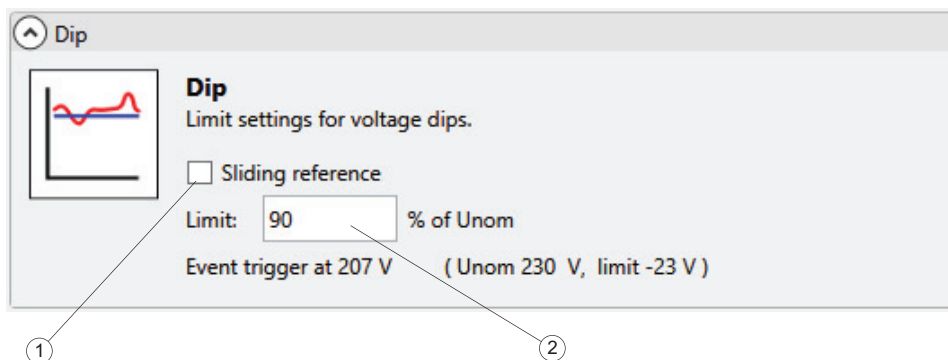 Dip
Dip
Limit settings for voltage dips.
Sliding reference
Limit: 90 % of Unom
Event trigger at 207 V ( Unom 230 V, limit -23 V )
1 2